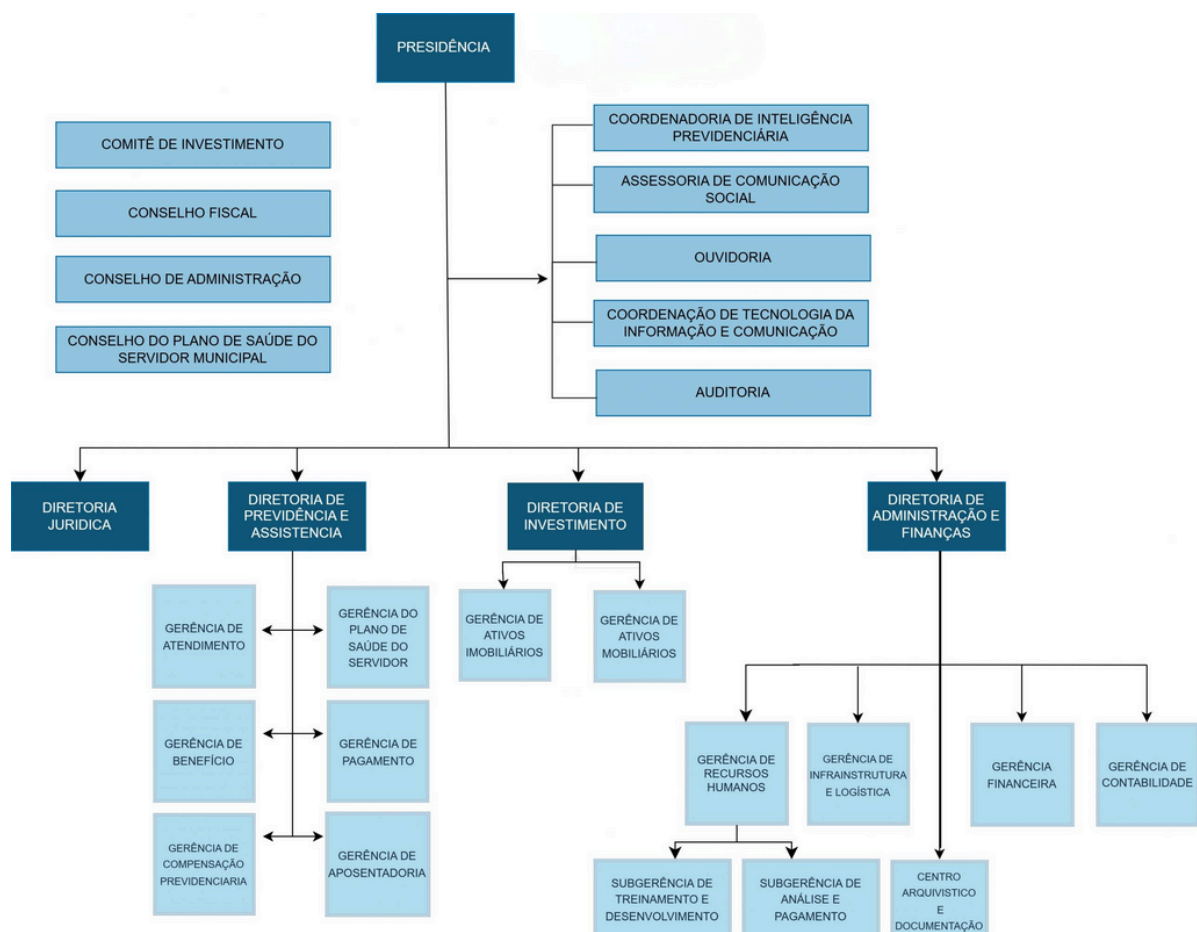 PRESIDÊNCIA
COMITÊ DE INVESTIMENTO
CONSELHO FISCAL
CONSELHO DE ADMINISTRAÇÃO
CONSELHO DO PLANO DE SAÚDE DO
SERVIDOR MUNICIPAL
COORDENADORIA DE INTELIGÊNCIA
PREVIDENCIÁRIA
ASSESSORIA DE COMUNICAÇÃO
SOCIAL
OUVIDORIA
COORDENAÇÃO DE TECNOLOGIA DA
INFORMAÇÃO E COMUNICAÇÃO
AUDITORIA
DIRETORIA
JURIDICA
DIRETORIA DE
PREVIDÊNCIA E
ASSISTENCIA
DIRETORIA DE
INVESTIMENTO
DIRETORIA DE
ADMINISTRAÇÃO E
FINANÇAS
GERÊNCIA DE
ATENDIMENTO
GERÊNCIA DO
PLANO DE
SAÚDE DO
SERVIDOR
GERÊNCIA DE
BENEFÍCIO
GERÊNCIA DE
PAGAMENTO
GERÊNCIA DE
COMPENSAÇÃO
PREVIDENCIARIA
GERÊNCIA DE
APOSENTADORIA
GERÊNCIA DE
ATIVOS
IMOBILIÁRIOS
GERÊNCIA DE
ATIVOS
MOBILIÁRIOS
GERÊNCIA DE
RECURSOS
HUMANOS
GERÊNCIA DE
INFRAINSTRUTURA
E LOGÍSTICA
GERÊNCIA
FINANCEIRA
GERÊNCIA DE
CONTABILIDADE
SUBGERÊNCIA DE
TREINAMENTO E
DESENVOLVIMENTO
SUBGERÊNCIA DE
ANÁLISE E
PAGAMENTO
CENTRO
ARQUIVISTICO
E
DOCUMENTAÇÃO